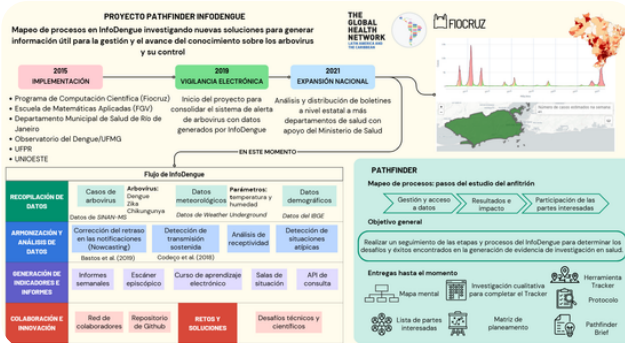 PROYECTO PATHFINDER INFODENGUE
Mapeo de procesos en InfoDengue investigando nuevas soluciones para generar
información útil para la gestión y el avance del conocimiento sobre los arbovirus
y su control
THE
GLOBAL
HEALTH
NETWORK
LATIN AMERICA AND
THE CARIBBEAN
FIOCRUZ
2015
IMPLEMENTACIÓN
2019
VIGILANCIA ELECTRÓNICA
2021
EXPANSIÓN NACIONAL
• Programa de Computación Científica (Fiocruz)
• Escuela de Matemáticas Aplicadas (FGV)
• Departamento Municipal de Salud de Río de
Janeiro
• Observatorio del Dengue/UFMG
• UFPR
• UNIOESTE
Inicio del proyecto para
consolidar el sistema de alerta
de arbovirus con datos
generados por InfoDengue
Análisis y distribución de boletines
a nivel estatal a más
departamentos de salud con
apoyo del Ministerio de Salud
EN ESTE MOMENTO
Flujo de InfoDengue
RECOPILACIÓN DE
DATOS
Casos de
arbovirus
Datos de SINAN-MS
Arbovirus:
Dengue
Zika
Chikungunya
Datos
meteorológicos
Datos de Weather Underground
Parámetros:
temperatura y
humedad
Datos
demográficos
Datos del IBGE
ARMONIZACIÓN Y
ANÁLISIS DE DATOS
Corrección del retraso
en las notificaciones
(Nowcasting)
Bastos et al. (2019)
Detección de
transmisión
sostenida
Codeço et al. (2018)
Análisis de
receptividad
Detección de
situaciones
atípicas
GENERACIÓN DE
INDICADORES E
INFORMES
Informes
semanales
Escáner
episcópico
Curso de aprendizaje
electrónico
Salas de
situación
API de
consulta
COLABORACIÓN E
INNOVACIÓN
Red de
colaboradores
Repositorio
de Github
RETOS Y
SOLUCIONES
Desafíos técnicos y
científicos
PATHFINDER
Mapeo de procesos: pasos del estudio del anfitrión
Gestión y acceso
a datos
Resultados e
impacto
Participación de las
partes interesadas
Objetivo general
Realizar un seguimiento de las etapas y procesos del InfoDengue para determinar los
desafíos y éxitos encontrados en la generación de evidencia de investigación en salud.
Entregas hasta el momento
Mapa mental
Investigación cualitativa
para completar el Tracker
Herramienta
Tracker
Protocolo
Lista de partes
interesadas
Matriz de
planeamento
Pathfinder
Brief